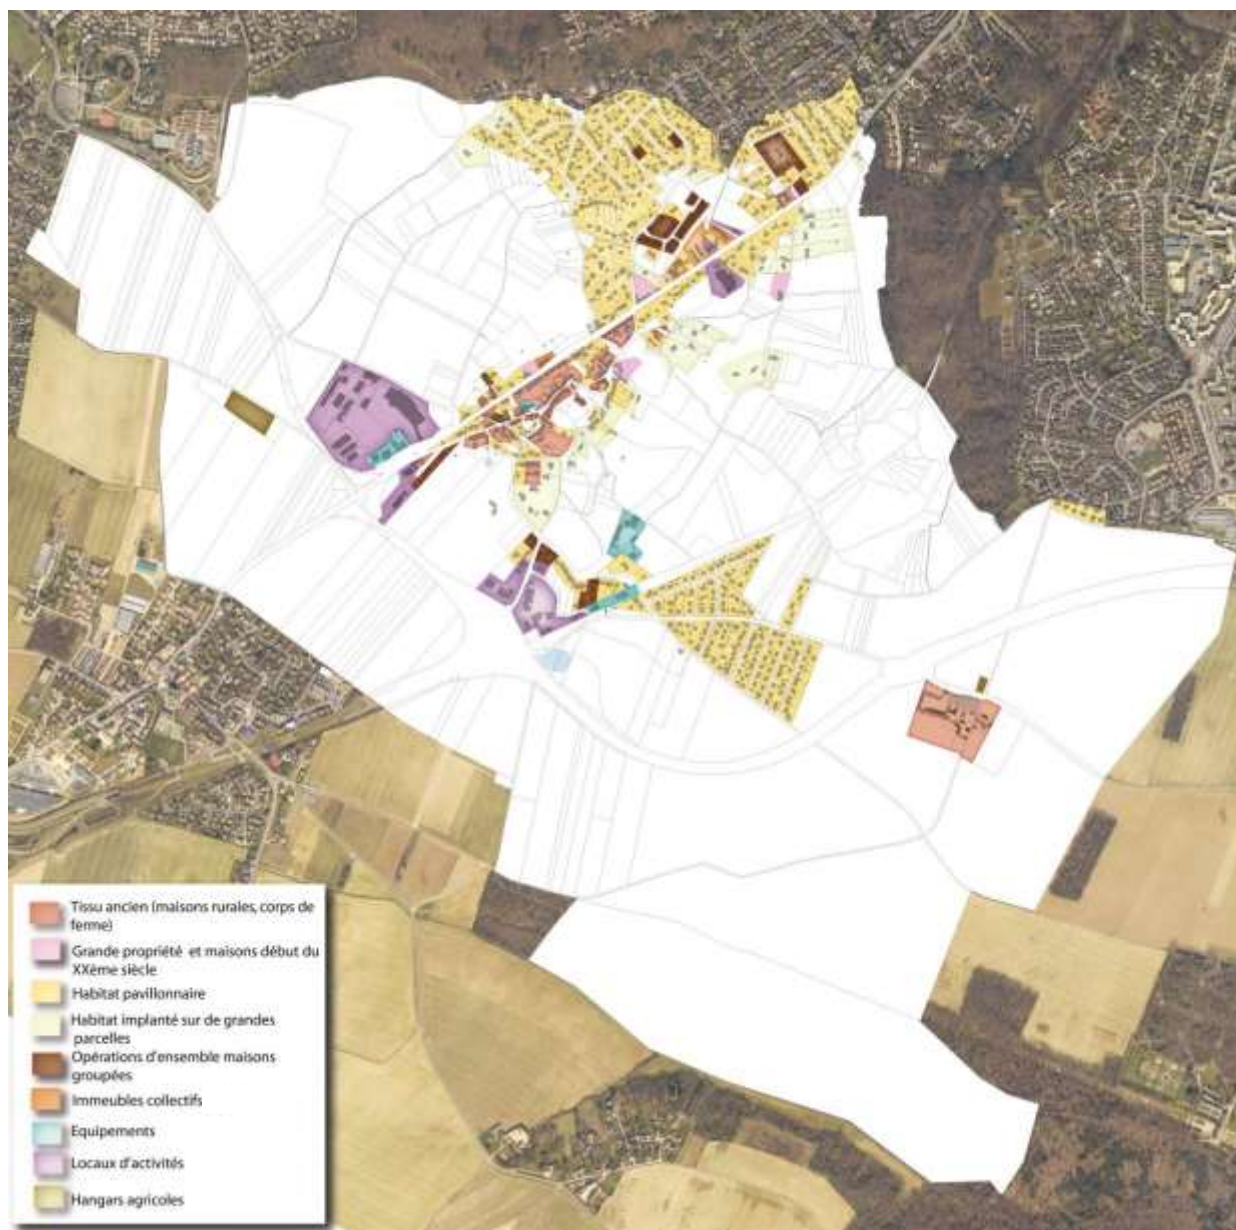 Tissu ancien (maisons rurales, corps de
ferme)
Grande propriété et maisons début du
XXème siècle
Habitat pavillonnaire
Habitat implanté sur de grandes
parcelles
Opérations d'ensemble maisons
groupées
Immeubles collectifs
Equipements
Locaux d'activités
Hangars agricoles